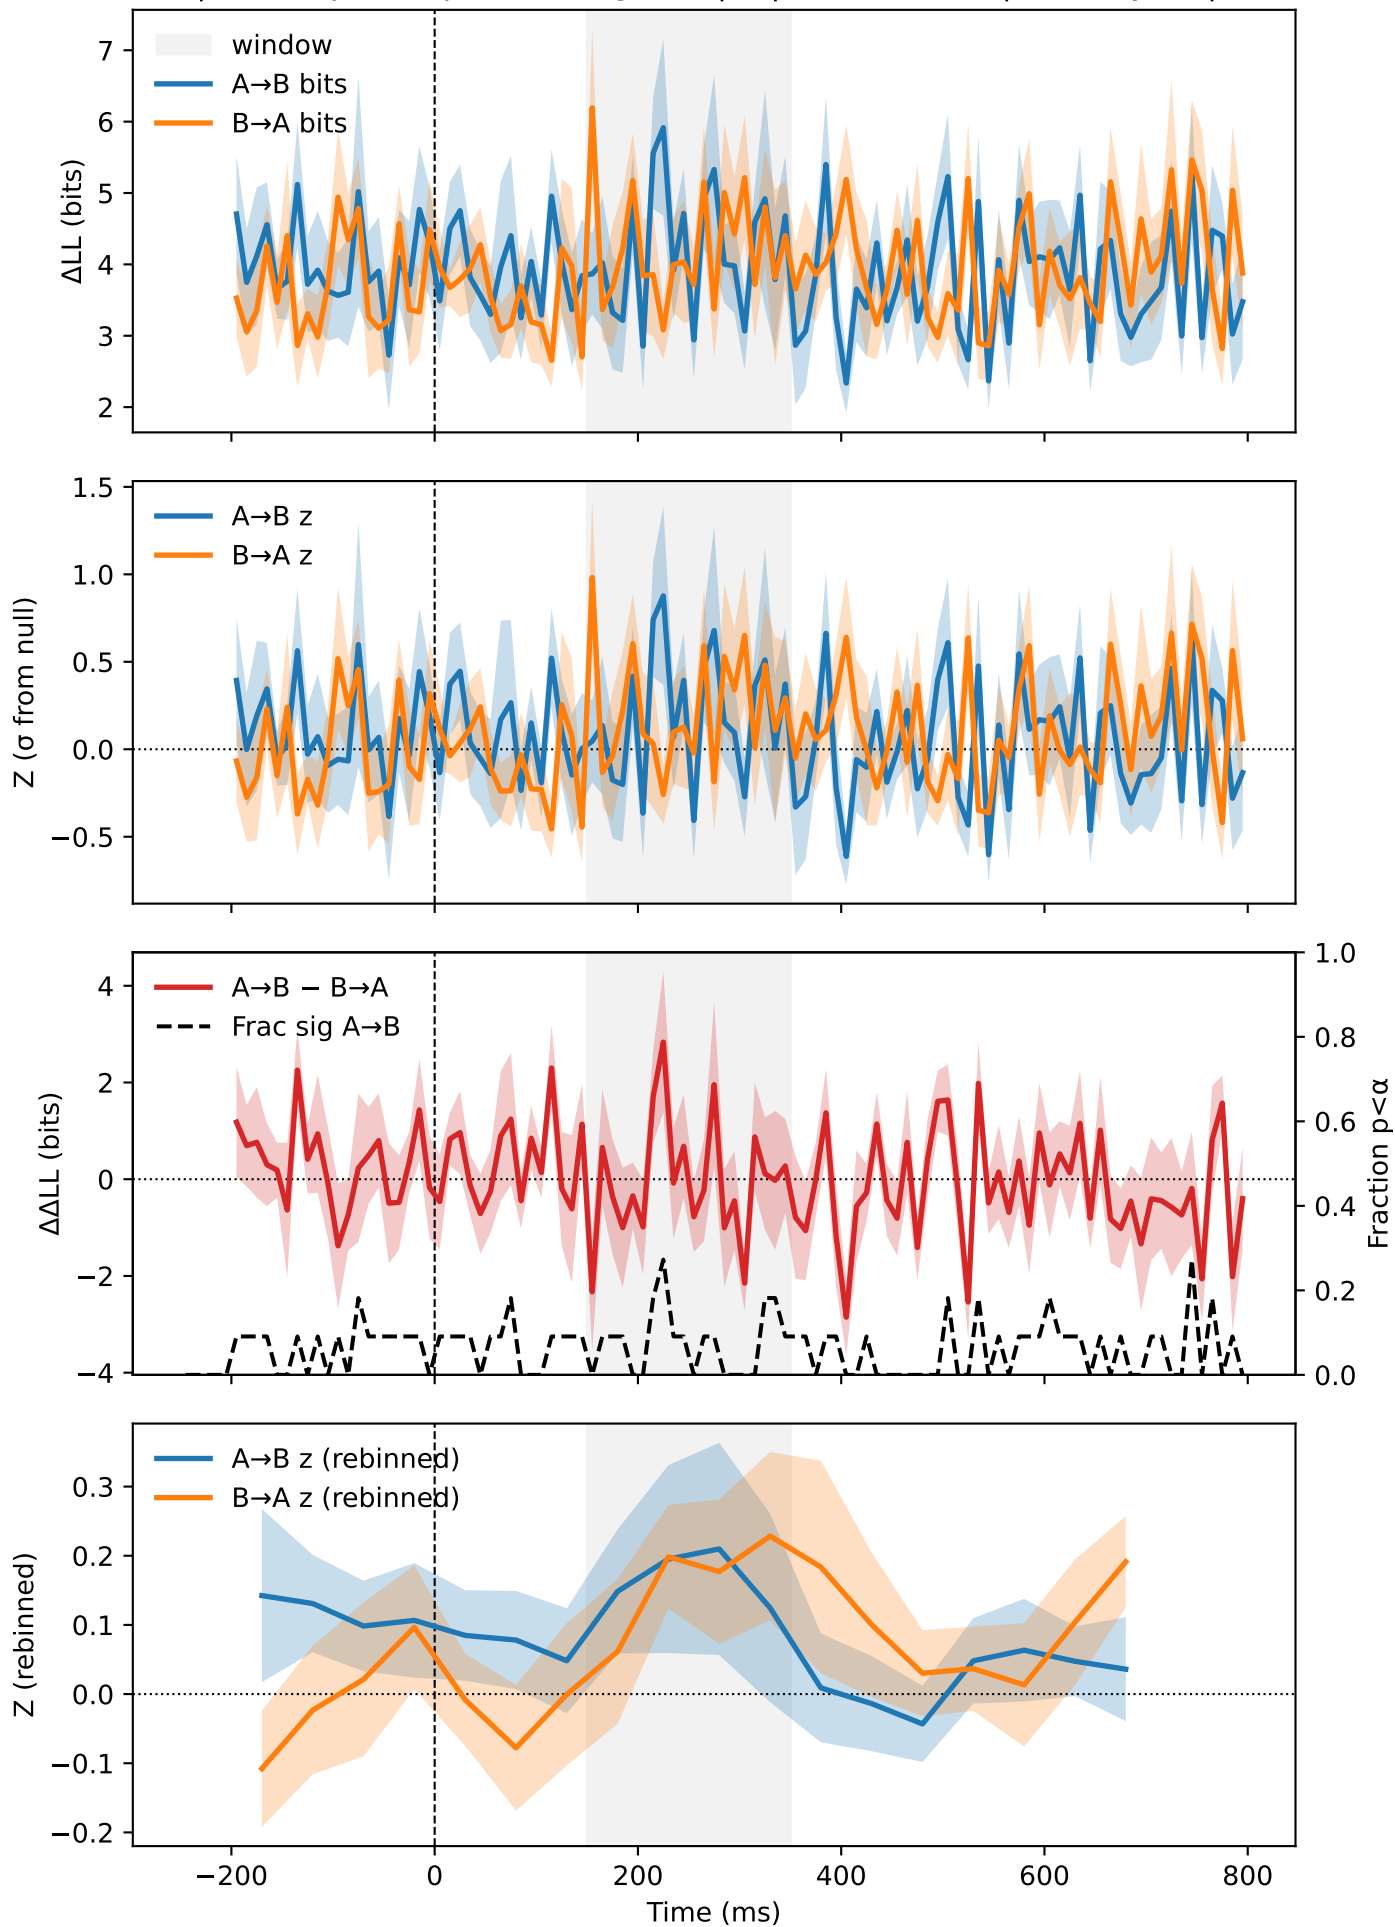 7
6
5
4
3
2
ΔLL (bits)
window
A→B bits
B→A bits
1.5
1.0
0.5
0.0
−0.5
Z (σ from null)
A→B z
B→A z
4
2
0
−2
−4
ΔΔLL (bits)
A→B − B→A
Frac sig A→B
1.0
0.8
0.6
0.4
0.2
0.0
Fraction p<α
0.3
0.2
0.1
0.0
−0.1
−0.2
Z (rebinned)
A→B z (rebinned)
B→A z (rebinned)
−200 0 200 400 600 800
Time (ms)